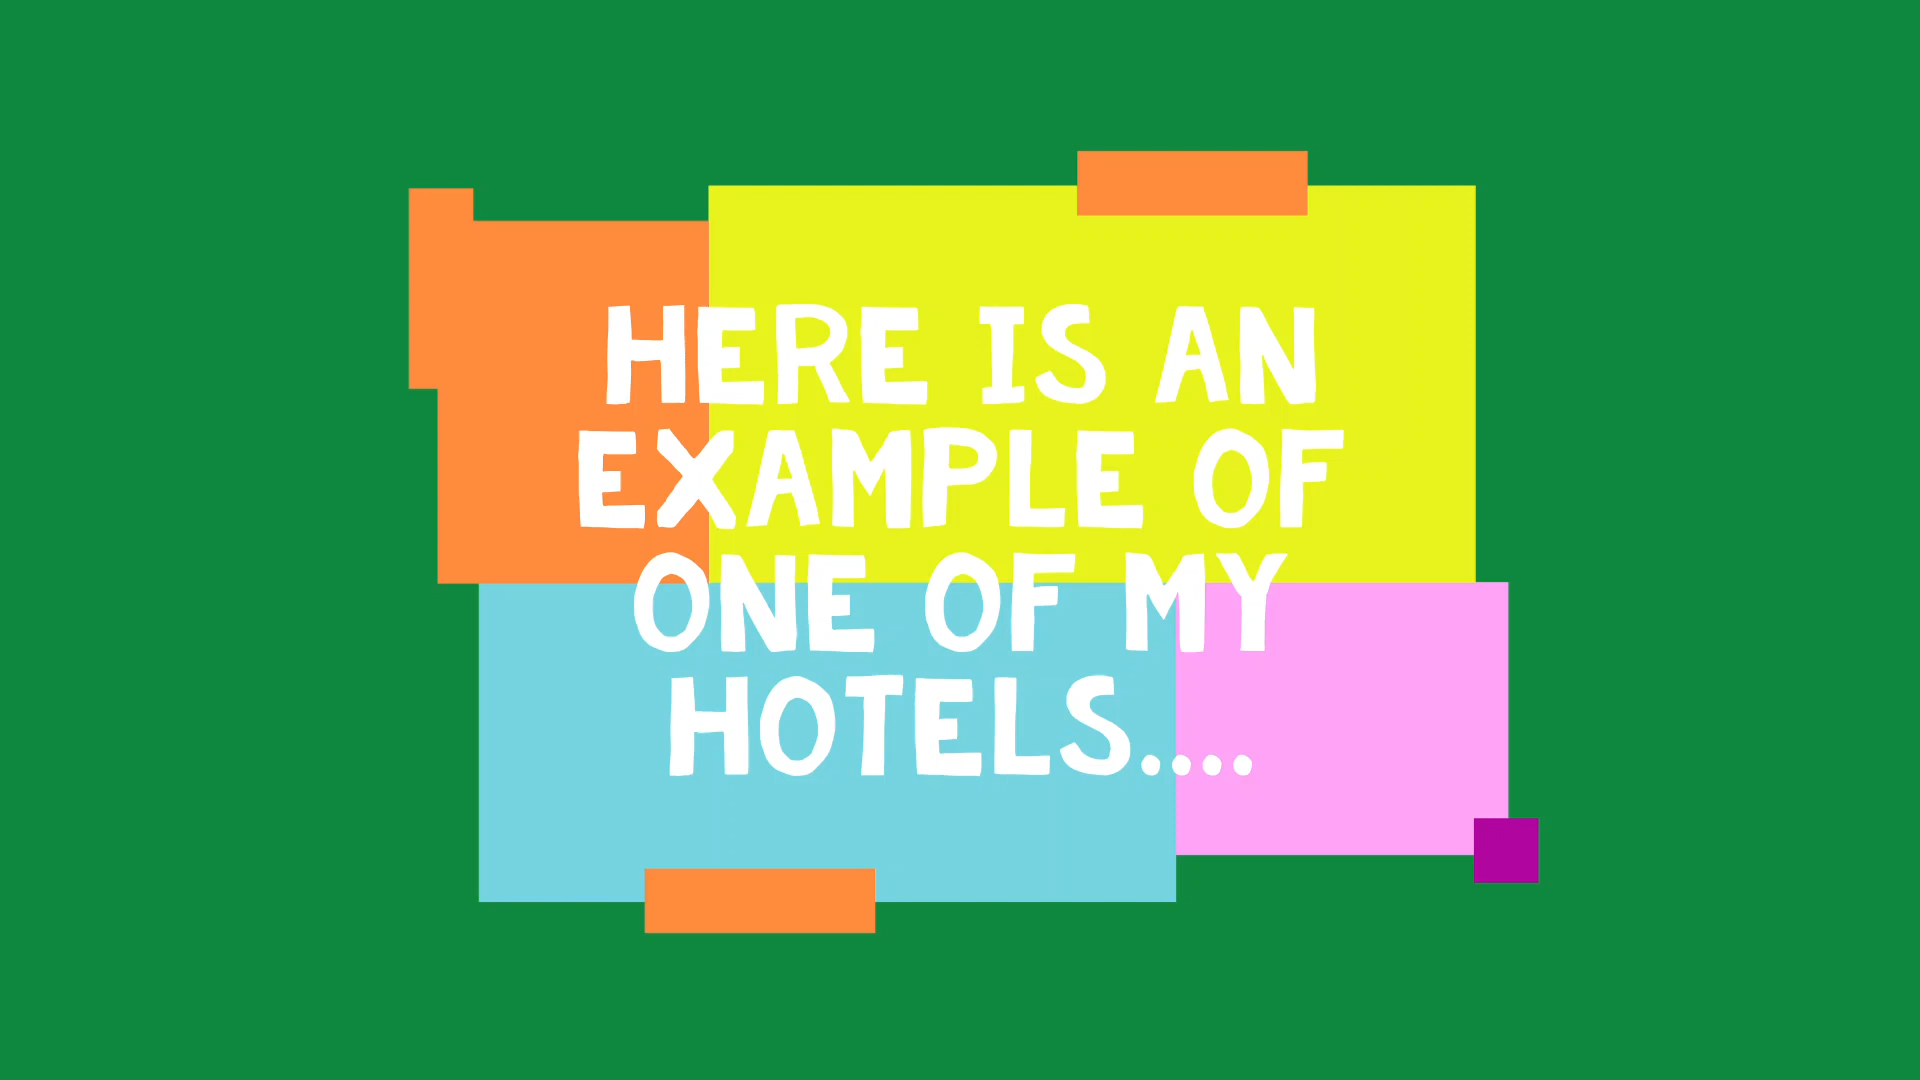 HERE IS AN
EXAMPLE OF
ONE OF MY
HOTELS....